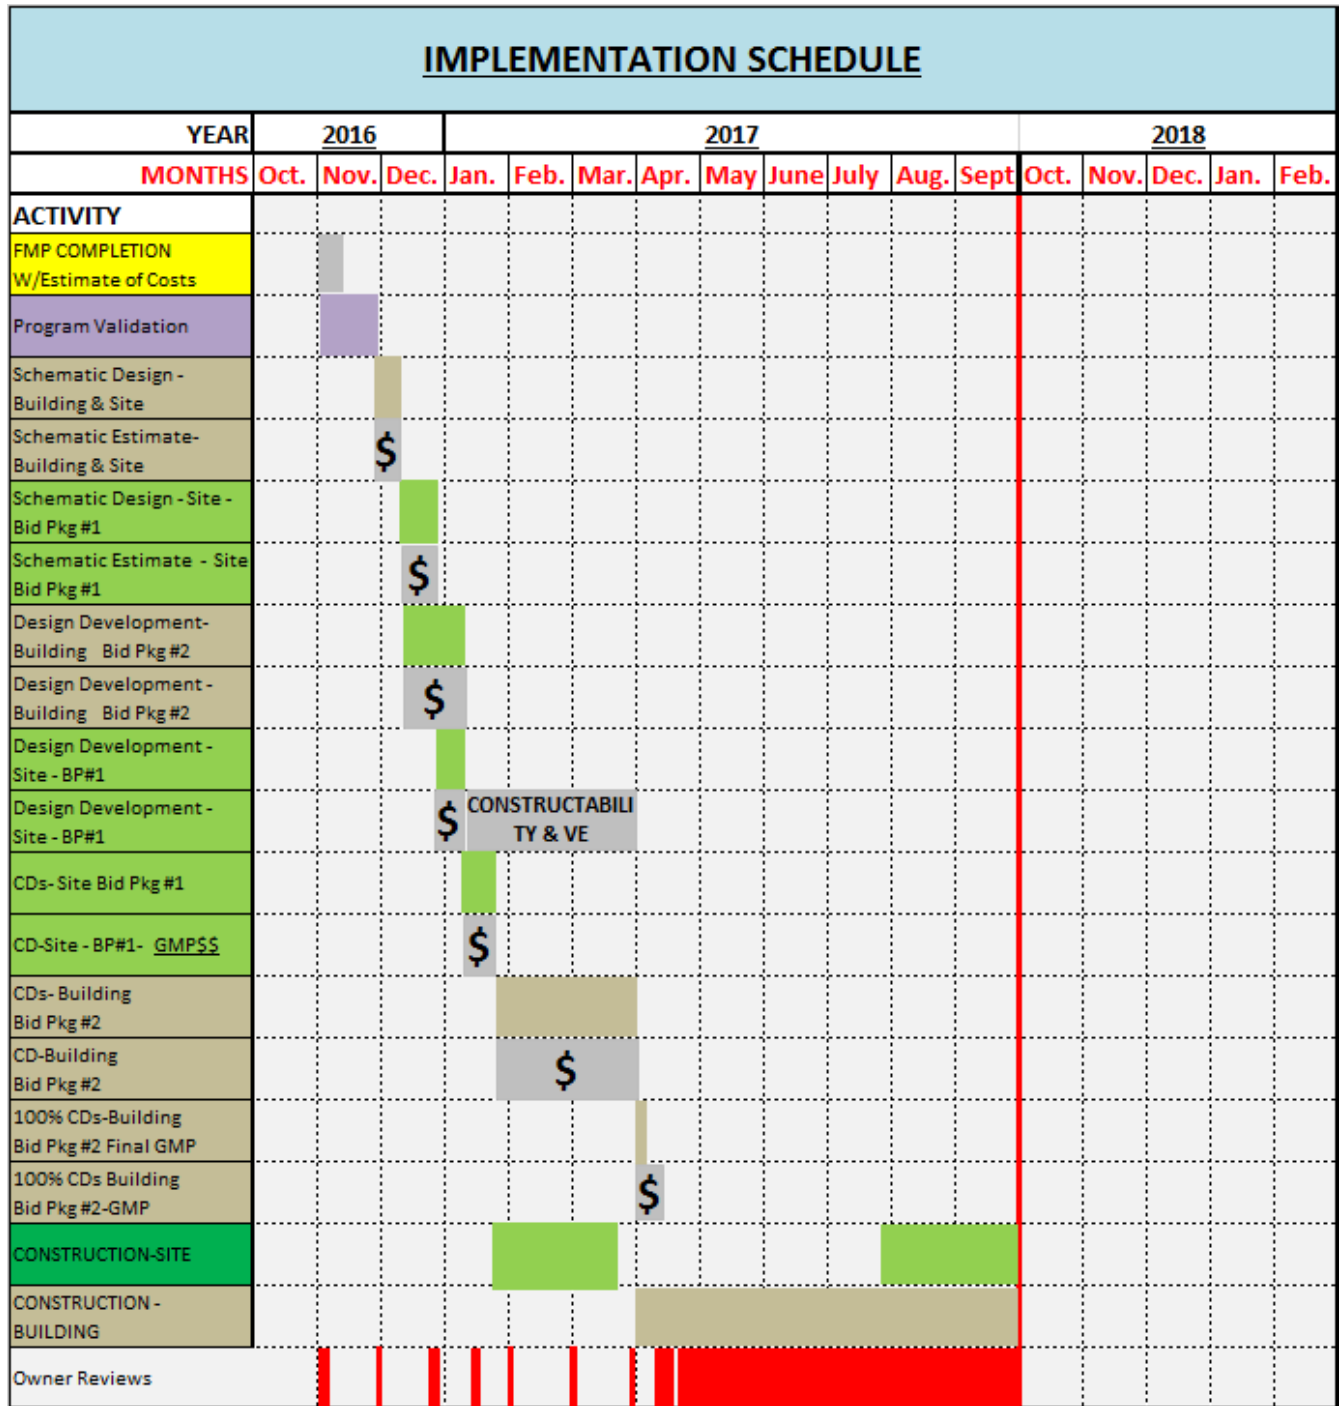 IMPLEMENTATION SCHEDULE
YEAR 2016 2017 2018
MONTHS Oct. Nov. Dec. Jan. Feb. Mar. Apr. May June July Aug. Sept Oct. Nov. Dec. Jan. Feb.
ACTIVITY
FMP COMPLETION
W/Estimate of Costs
Program Validation
Schematic Design -
Building & Site
Schematic Estimate-
Building & Site
$
Schematic Design - Site -
Bid Pkg #1
Schematic Estimate - Site
Bid Pkg #1
$
Design Development-
Building Bid Pkg #2
Design Development -
Building Bid Pkg #2
$
Design Development -
Site - BP#1
Design Development -
Site - BP#1
$
CONSTRUCTABILI
TY & VE
CDs- Site Bid Pkg #1
CD-Site - BP#1- GMP$$
$
CDs- Building
Bid Pkg #2
CD-Building
Bid Pkg #2
$
100% CDs-Building
Bid Pkg #2 Final GMP
100% CDs Building
Bid Pkg #2-GMP
$
CONSTRUCTION-SITE
CONSTRUCTION -
BUILDING
Owner Reviews